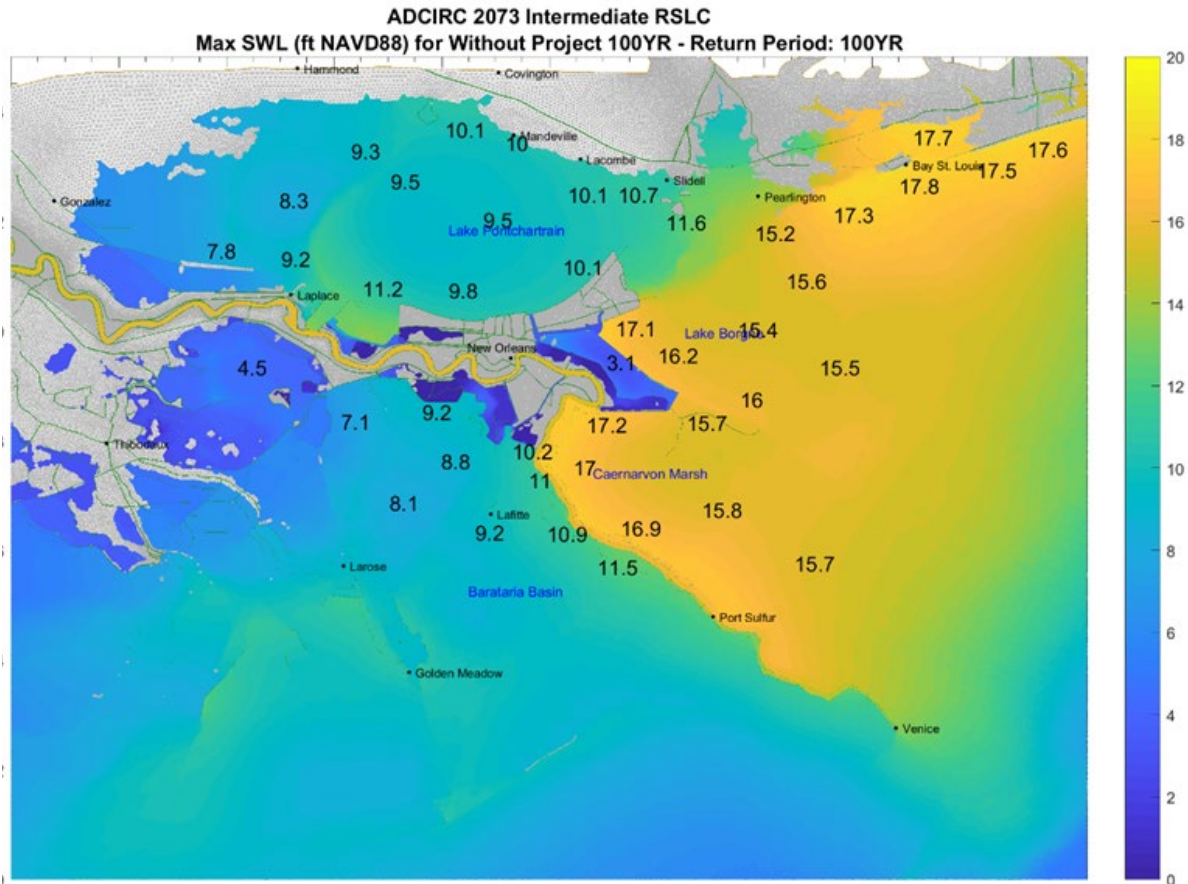 ADCIRC 2073 Intermediate RSLC
Max SWL (ft NAVD88) for Without Project 100YR - Return Period: 100YR
20
Hammond
Covington
18
10.1
Mandeville
10
17.7
17.6
9.3
Lacombe
Bay St. Louis
17.5
9.5
10.1
10.7
Slidell
17.8
16
Gonzalez
8.3
Pearlington
17.3
9.5
11.6
Lake Pontchartrain
15.2
7.8
9.2
10.1
15.6
14
11.2
9.8
Laplace
17.1
Lake Borgne
15.4
New Orleans
16.2
4.5
3.1
15.5
12
16
7.1
9.2
17.2
15.7
Thibodaux
10.2
8.8
17
Caernarvon Marsh
10
11
8.1
Lafitte
15.8
9.2
10.9
16.9
8
Larose
11.5
15.7
Barataria Basin
Port Sulfur
6
Golden Meadow
4
Venice
2
0